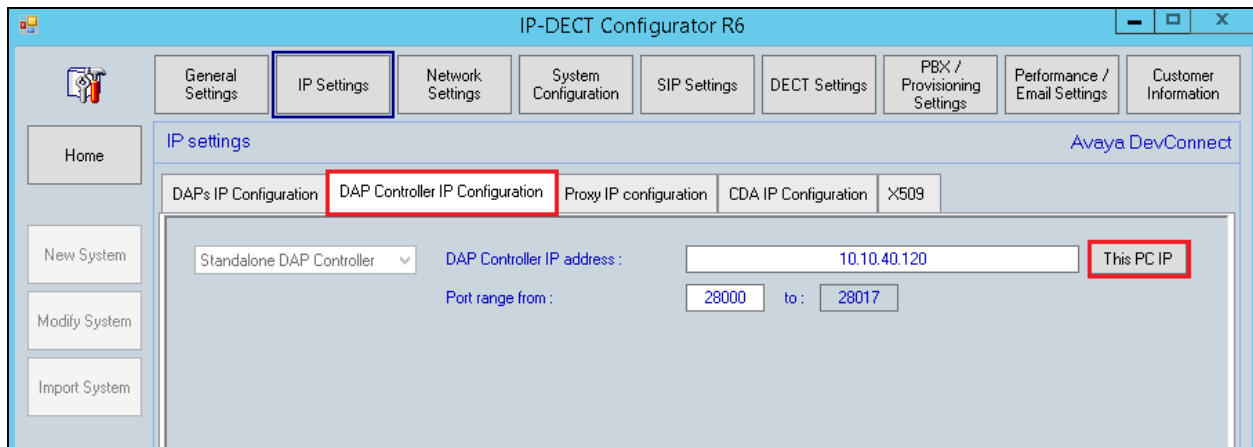 IP-DECT Configurator R6
General
Settings
IP Settings
Network
Settings
System
Configuration
SIP Settings
DECT Settings
PBX /
Provisioning
Settings
Performance /
Email Settings
Customer
Information
Home
IP settings
Avaya DevConnect
DAPs IP Configuration
DAP Controller IP Configuration
Proxy IP configuration
CDA IP Configuration
X509
New System
Modify System
Import System
Standalone DAP Controller
DAP Controller IP address :
10.10.40.120
This PC IP
Port range from :
28000
to :
28017